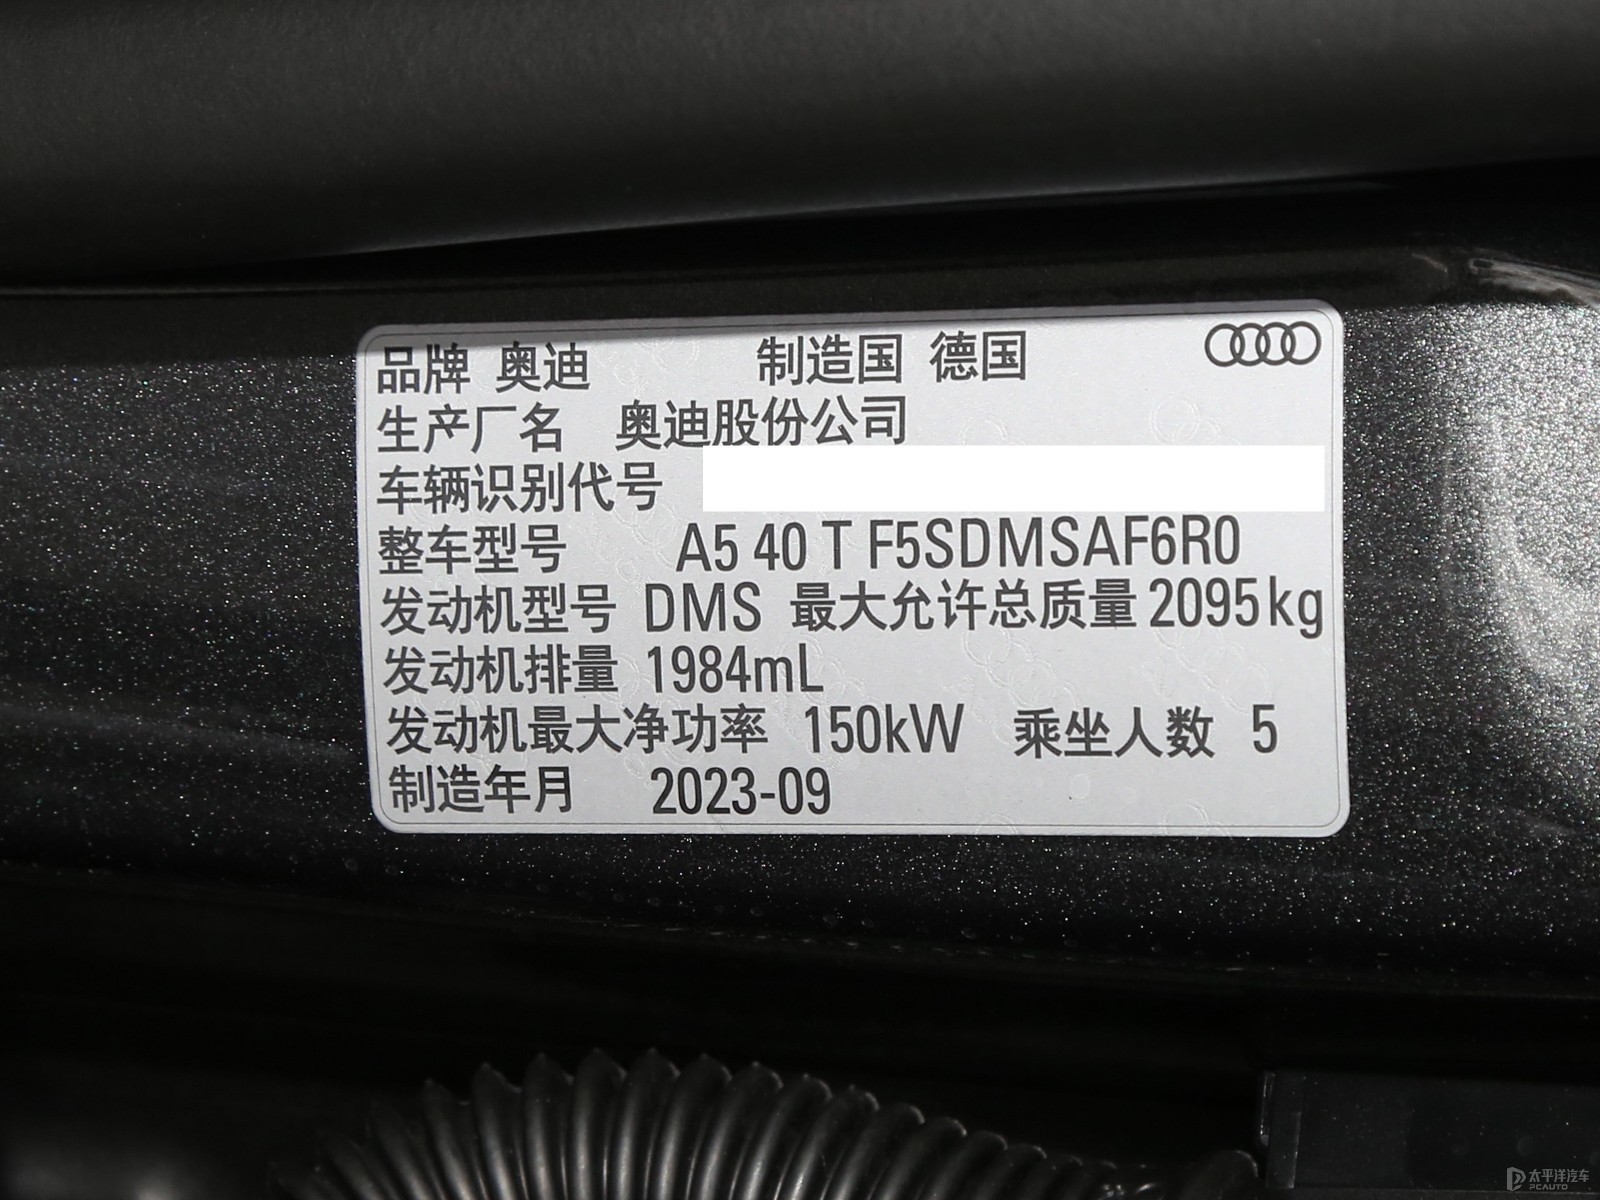 品牌 奥迪 制造国 德国
生产厂名 奥迪股份公司
车辆识别代号
整车型号 A5 40 T F5SDMSAF6R0
发动机型号 DMS 最大允许总质量 2095kg
发动机排量 1984mL
发动机最大净功率 150kW 乘坐人数 5
制造年月 2023-09
太平洋汽车
PCAUTO